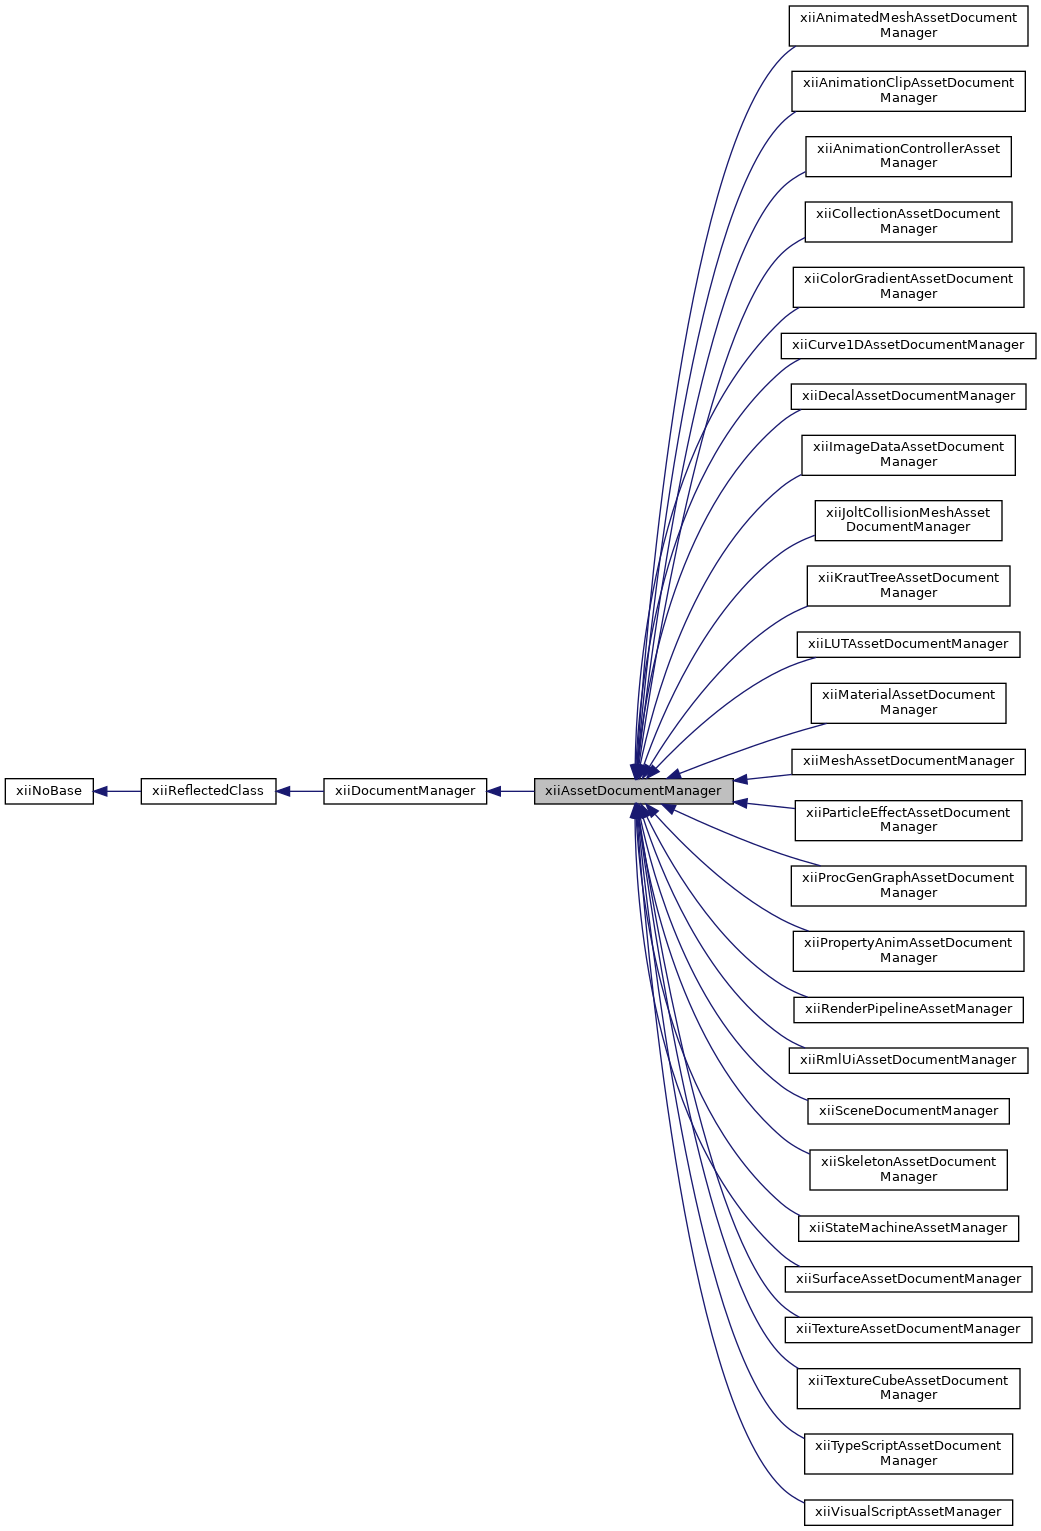 xiiAnimatedMeshAssetDocument
Manager
xiiAnimationClipAssetDocument
Manager
xiiAnimationControllerAsset
Manager
xiiCollectionAssetDocument
Manager
xiiColorGradientAssetDocument
Manager
xiiCurve1DAssetDocumentManager
xiiDecalAssetDocumentManager
xiiImageDataAssetDocument
Manager
xiiJoltCollisionMeshAsset
DocumentManager
xiiKrautTreeAssetDocument
Manager
xiiLUTAssetDocumentManager
xiiMaterialAssetDocument
Manager
xiiMeshAssetDocumentManager
xiiNoBase
xiiReflectedClass
xiiDocumentManager
xiiAssetDocumentManager
xiiParticleEffectAssetDocument
Manager
xiiProcGenGraphAssetDocument
Manager
xiiPropertyAnimAssetDocument
Manager
xiiRenderPipelineAssetManager
xiiRmlUiAssetDocumentManager
xiiSceneDocumentManager
xiiSkeletonAssetDocument
Manager
xiiStateMachineAssetManager
xiiSurfaceAssetDocumentManager
xiiTextureAssetDocumentManager
xiiTextureCubeAssetDocument
Manager
xiiTypeScriptAssetDocument
Manager
xiiVisualScriptAssetManager